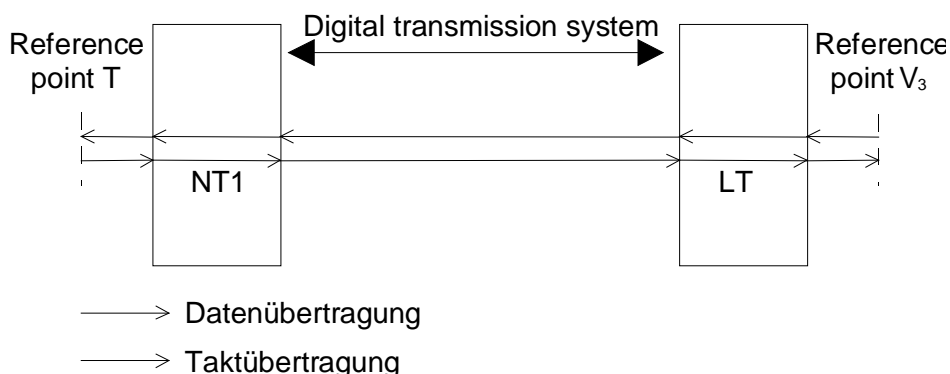 Digital transmission system
Reference
point T
Reference
point V₃
NT1
LT
Datenübertragung
Taktübertragung